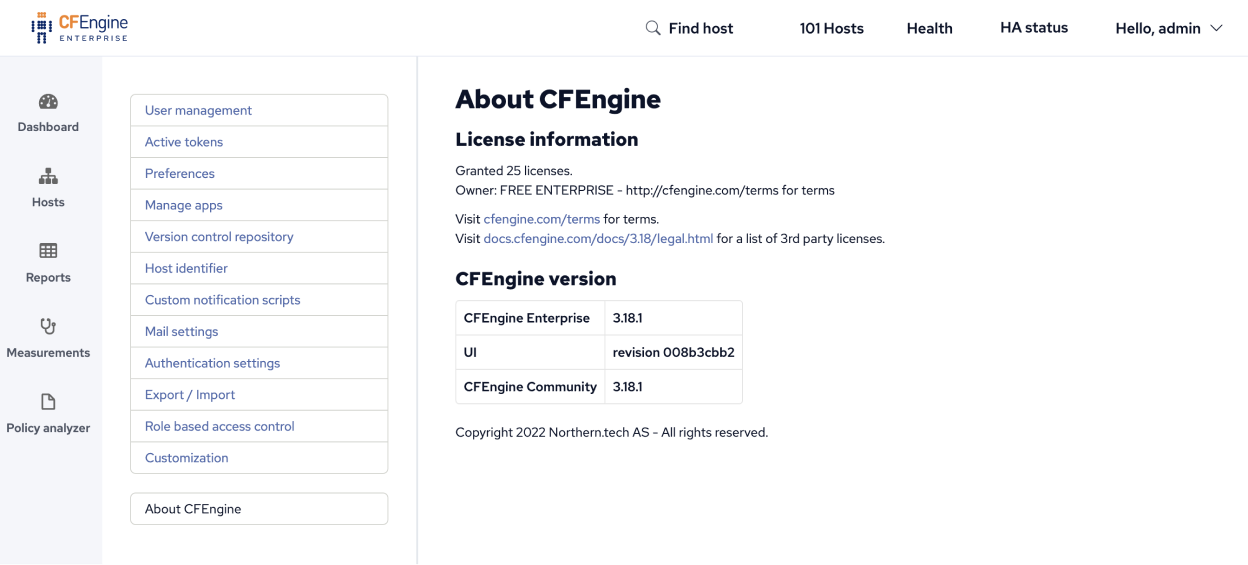 CFEngine
ENTERPRISE
Find host
101 Hosts
Health
HA status
Hello, admin
Dashboard
Hosts
Reports
Measurements
Policy analyzer
User management
Active tokens
Preferences
Manage apps
Version control repository
Host identifier
Custom notification scripts
Mail settings
Authentication settings
Export / Import
Role based access control
Customization
About CFEngine
About CFEngine
License information
Granted 25 licenses.
Owner: FREE ENTERPRISE - http://cfengine.com/terms for terms
Visit cfengine.com/terms for terms.
Visit docs.cfengine.com/docs/3.18/legal.html for a list of 3rd party licenses.
CFEngine version
CFEngine Enterprise 3.18.1
UI revision 008b3cbb2
CFEngine Community 3.18.1
Copyright 2022 Northern.tech AS - All rights reserved.